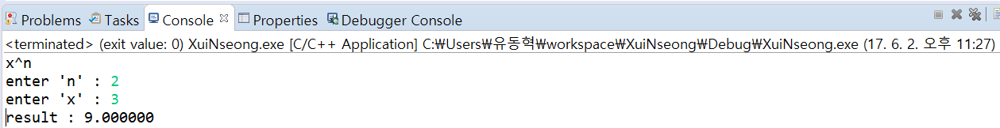 Problems Tasks Console Properties Debugger Console
<terminated> (exit value: 0) XuiNseong.exe [C/C++ Application] C:₩Users₩유동혁₩workspace₩XuiNseong₩Debug₩XuiNseong.exe (17. 6. 2. 오후 11:27)
x^n
enter 'n' : 2
enter 'x' : 3
result : 9.000000